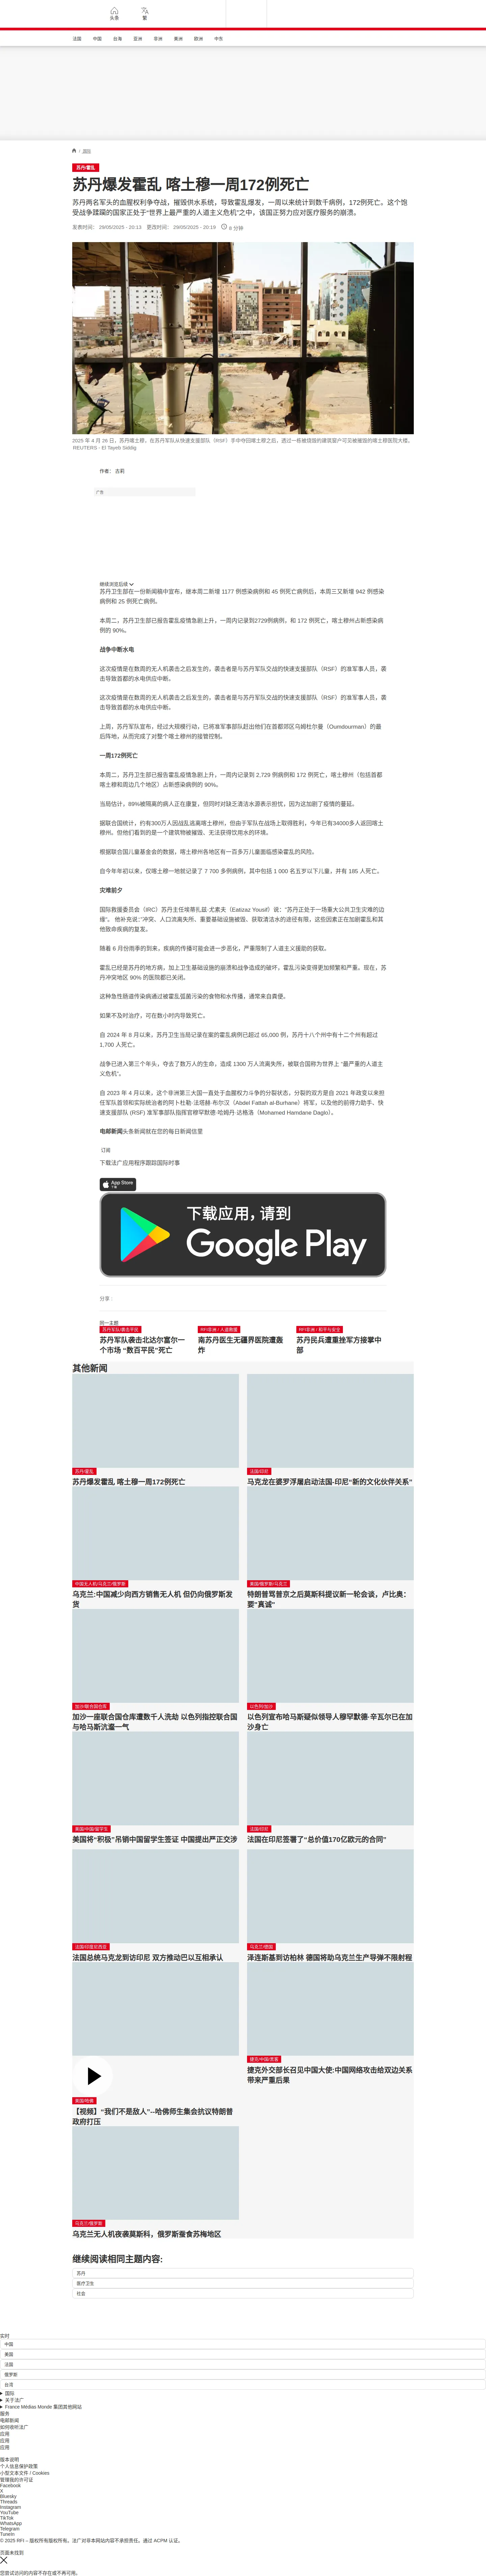 头条
繁
法国
中国
台海
亚洲
非洲
美洲
欧洲
中东
/ 国际
苏丹/霍乱
苏丹爆发霍乱 喀土穆一周172例死亡
苏丹两名军头的血腥权利争夺战，摧毁供水系统，导致霍乱爆发，一周以来统计到数千病例，172例死亡，这个饱受战争蹂躏的国家正处于“世界上最严重的人道主义危机”之中，该国正努力应对医疗服务的崩溃。
发表时间： 29/05/2025 - 20:13 更改时间： 29/05/2025 - 20:19
分钟
2025 年 4 月 26 日，苏丹喀土穆，在苏丹军队从快速支援部队（RSF）手中夺回喀土穆之后，透过一栋被烧毁的建筑窗户可见被摧毁的喀土穆医院大楼。
REUTERS - El Tayeb Siddig
作者： 古莉
广告
继续浏览后续
苏丹卫生部在一份新闻稿中宣布，继本周二新增 1177 例感染病例和 45 例死亡病例后，本周三又新增 942 例感染病例和 25 例死亡病例。
本周二，苏丹卫生部已报告霍乱疫情急剧上升，一周内记录到2729例病例，和 172 例死亡，喀土穆州占新感染病例的 90%。
战争中断水电
这次疫情是在数周的无人机袭击之后发生的，袭击者是与苏丹军队交战的快速支援部队（RSF）的准军事人员，袭击导致首都的水电供应中断。
这次疫情是在数周的无人机袭击之后发生的，袭击者是与苏丹军队交战的快速支援部队（RSF）的准军事人员，袭击导致首都的水电供应中断。
上周，苏丹军队宣布，经过大规模行动，已将准军事部队赶出他们在首都郊区乌姆杜尔曼（Oumdourman）的最后阵地，从而完成了对整个喀土穆州的接管控制。
一周172例死亡
本周二，苏丹卫生部已报告霍乱疫情急剧上升，一周内记录到 2,729 例病例和 172 例死亡，喀土穆州（包括首都喀土穆和周边几个地区）占新感染病例的 90%。
当局估计，89%被隔离的病人正在康复，但同时对缺乏清洁水源表示担忧，因为这加剧了疫情的蔓延。
据联合国统计，约有300万人因战乱逃离喀土穆州，但由于军队在战场上取得胜利，今年已有34000多人返回喀土穆州。但他们看到的是一个建筑物被摧毁、无法获得饮用水的环境。
根据联合国儿童基金会的数据，喀土穆州各地区有一百多万儿童面临感染霍乱的风险。
自今年年初以来，仅喀土穆一地就记录了 7 700 多例病例，其中包括 1 000 名五岁以下儿童，并有 185 人死亡。
灾难前夕
国际救援委员会（IRC）苏丹主任埃蒂扎兹·尤素夫（Eatizaz Yousif）说：“苏丹正处于一场重大公共卫生灾难的边缘”。 他补充说:“冲突、人口流离失所、重要基础设施被毁、获取清洁水的途径有限，这些因素正在加剧霍乱和其他致命疾病的复发。
随着 6 月份雨季的到来，疾病的传播可能会进一步恶化，严重限制了人道主义援助的获取。
霍乱已经是苏丹的地方病，加上卫生基础设施的崩溃和战争造成的破坏，霍乱污染变得更加频繁和严重。现在，苏丹冲突地区 90% 的医院都已关闭。
这种急性肠道传染病通过被霍乱弧菌污染的食物和水传播，通常来自粪便。
如果不及时治疗，可在数小时内导致死亡。
自 2024 年 8 月以来，苏丹卫生当局记录在案的霍乱病例已超过 65,000 例，苏丹十八个州中有十二个州有超过 1,700 人死亡。
战争已进入第三个年头，夺去了数万人的生命，造成 1300 万人流离失所，被联合国称为世界上 “最严重的人道主义危机”。
自 2023 年 4 月以来，这个非洲第三大国一直处于血腥权力斗争的分裂状态，分裂的双方是自 2021 年政变以来担任军队首领和实际统治者的阿卜杜勒·法塔赫·布尔汉（Abdel Fattah al-Burhane）将军，以及他的前得力助手、快速支援部队 (RSF) 准军事部队指挥官穆罕默德·哈姆丹·达格洛（Mohamed Hamdane Daglo）。
电邮新闻头条新闻就在您的每日新闻信里
订阅
下载法广应用程序跟踪国际时事
App Store
下载
下载应用，请到
Google Play
分享 :
同一主题
苏丹军队/袭击平民
苏丹军队袭击北达尔富尔一个市场 “数百平民”死亡
RFI非洲 / 人道救援
南苏丹医生无疆界医院遭轰炸
RFI非洲 / 和平与安全
苏丹民兵遭重挫军方接掌中部
其他新闻
苏丹/霍乱
苏丹爆发霍乱 喀土穆一周172例死亡
法国/印尼
马克龙在婆罗浮屠启动法国-印尼“新的文化伙伴关系”
中国无人机/乌克兰/俄罗斯
乌克兰:中国减少向西方销售无人机 但仍向俄罗斯发货
美国/俄罗斯/乌克兰
特朗普骂普京之后莫斯科提议新一轮会谈，卢比奥：要"真诚"
加沙/联合国仓库
加沙一座联合国仓库遭数千人洗劫 以色列指控联合国与哈马斯沆瀣一气
以色列/加沙
以色列宣布哈马斯疑似领导人穆罕默德·辛瓦尔已在加沙身亡
美国/中国/留学生
美国将“积极”吊销中国留学生签证 中国提出严正交涉
法国/印尼
法国在印尼签署了“总价值170亿欧元的合同”
法国/印度尼西亚
法国总统马克龙到访印尼 双方推动巴以互相承认
乌克兰/德国
泽连斯基到访柏林 德国将助乌克兰生产导弹不限射程
美国/哈佛
【视频】“我们不是敌人”--哈佛师生集会抗议特朗普政府打压
捷克/中国/黑客
捷克外交部长召见中国大使:中国网络攻击给双边关系带来严重后果
乌克兰/俄罗斯
乌克兰无人机夜袭莫斯科，俄罗斯蚕食苏梅地区
继续阅读相同主题内容:
苏丹
医疗卫生
社会
实时
中国
美国
法国
俄罗斯
台湾
国际
关于法广
France Médias Monde 集团其他网站
服务
电邮新闻
如何收听法广
应用
应用
应用
版本说明
个人信息保护政策
小型文本文件 / Cookies
管理我的许可证
Facebook
X
Bluesky
Threads
Instagram
YouTube
TikTok
WhatsApp
Telegram
TuneIn
© 2025 RFI – 版权所有版权所有。法广对非本网站内容不承担责任。通过 ACPM 认证。
页面未找到
您尝试访问的内容不存在或不再可用。